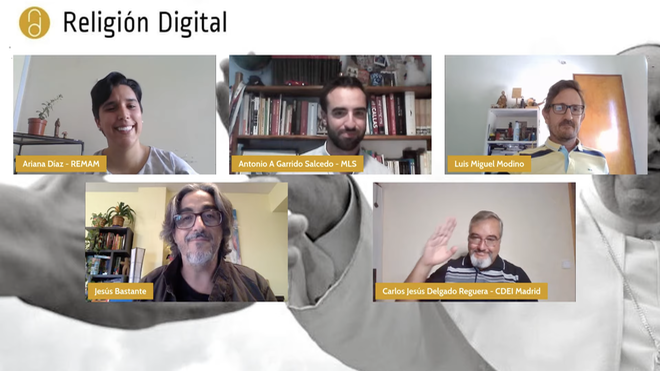 Religión Digital
Ariana Díaz - REMAM
Antonio A Garrido Salcedo - MLS
Luis Miguel Modino
Jesús Bastante
Carlos Jesús Delgado Reguera - CDEI Madrid